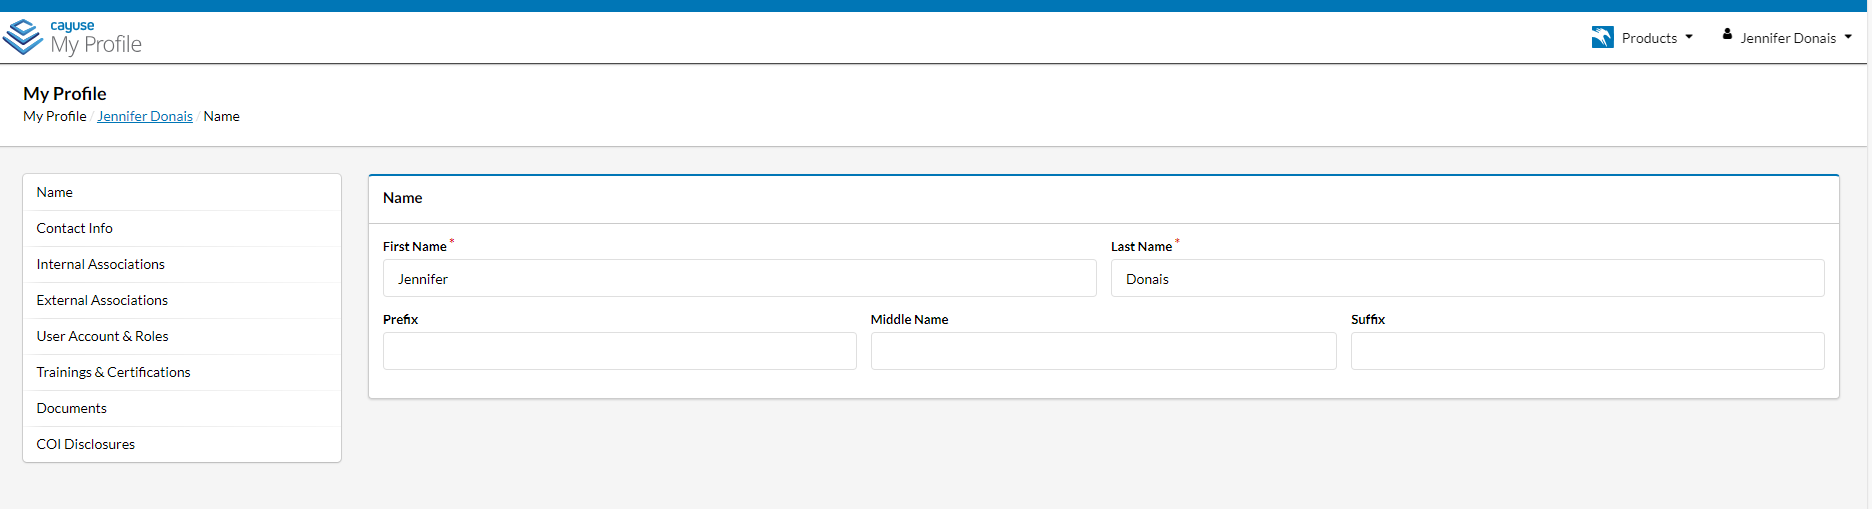 cayuse
My Profile
Products
Jennifer Donais
My Profile
My Profile / Jennifer Donais / Name
Name
Contact Info
Internal Associations
External Associations
User Account & Roles
Trainings & Certifications
Documents
COI Disclosures
Name
First Name *
Last Name *
Jennifer
Donais
Prefix
Middle Name
Suffix